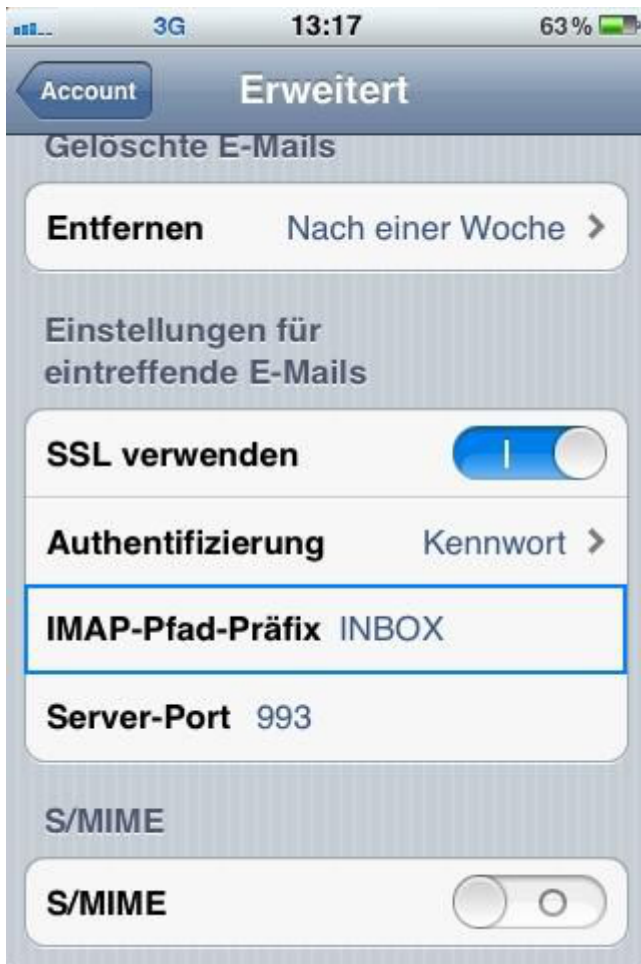 3G 13:17 63 %
Account Erweitert
Gelöschte E-Mails
Entfernen Nach einer Woche
Einstellungen für
eintreffende E-Mails
SSL verwenden
Authentifizierung Kennwort
IMAP-Pfad-Präfix INBOX
Server-Port 993
S/MIME
S/MIME